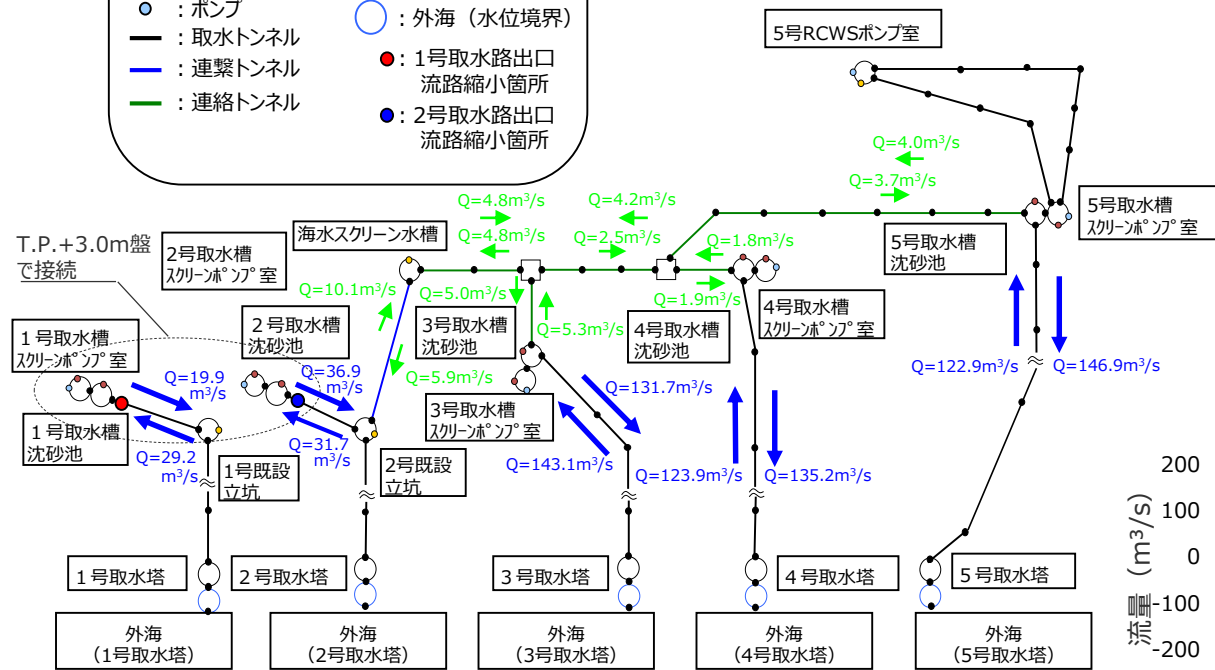 : ポンプ
: 取水トンネル
: 連繋トンネル
: 連絡トンネル
: 外海（水位境界）
: 1号取水路出口
流路縮小箇所
: 2号取水路出口
流路縮小箇所
5号RCWSポンプ室
Q=4.0m³/s
Q=3.7m³/s
5号取水槽
スクリーンポンプ室
5号取水槽
沈砂池
Q=4.8m³/s
Q=4.8m³/s
Q=4.2m³/s
Q=2.5m³/s
Q=1.8m³/s
Q=1.9m³/s
海水スクリーン水槽
T.P.+3.0m盤
で接続
2号取水槽
スクリーンポンプ室
Q=10.1m³/s
Q=5.0m³/s
Q=5.3m³/s
Q=5.9m³/s
3号取水槽
沈砂池
4号取水槽
沈砂池
4号取水槽
スクリーンポンプ室
1号取水槽
スクリーンポンプ室
２号取水槽
沈砂池
Q=19.9
m³/s
Q=36.9
m³/s
Q=131.7m³/s
Q=122.9m³/s
Q=146.9m³/s
3号取水槽
スクリーンポンプ室
１号取水槽
沈砂池
Q=29.2
m³/s
Q=31.7
m³/s
1号既設
立坑
2号既設
立坑
Q=143.1m³/s
Q=123.9m³/s
Q=135.2m³/s
１号取水塔
２号取水塔
３号取水塔
４号取水塔
５号取水塔
外海
（1号取水塔）
外海
（2号取水塔）
外海
（3号取水塔）
外海
（4号取水塔）
外海
（5号取水塔）
流量（m³/s）
200
100
0
-100
-200